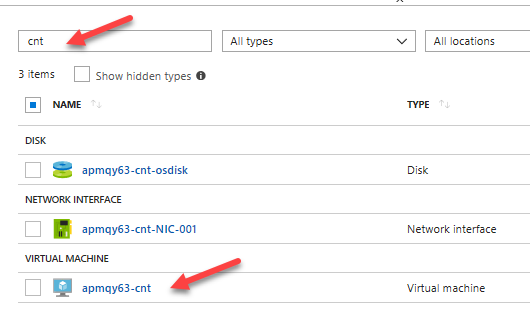 cnt All types All locations
3 items Show hidden types
NAME TYPE
DISK
apmqy63-cnt-osdisk Disk
NETWORK INTERFACE
apmqy63-cnt-NIC-001 Network interface
VIRTUAL MACHINE
apmqy63-cnt Virtual machine